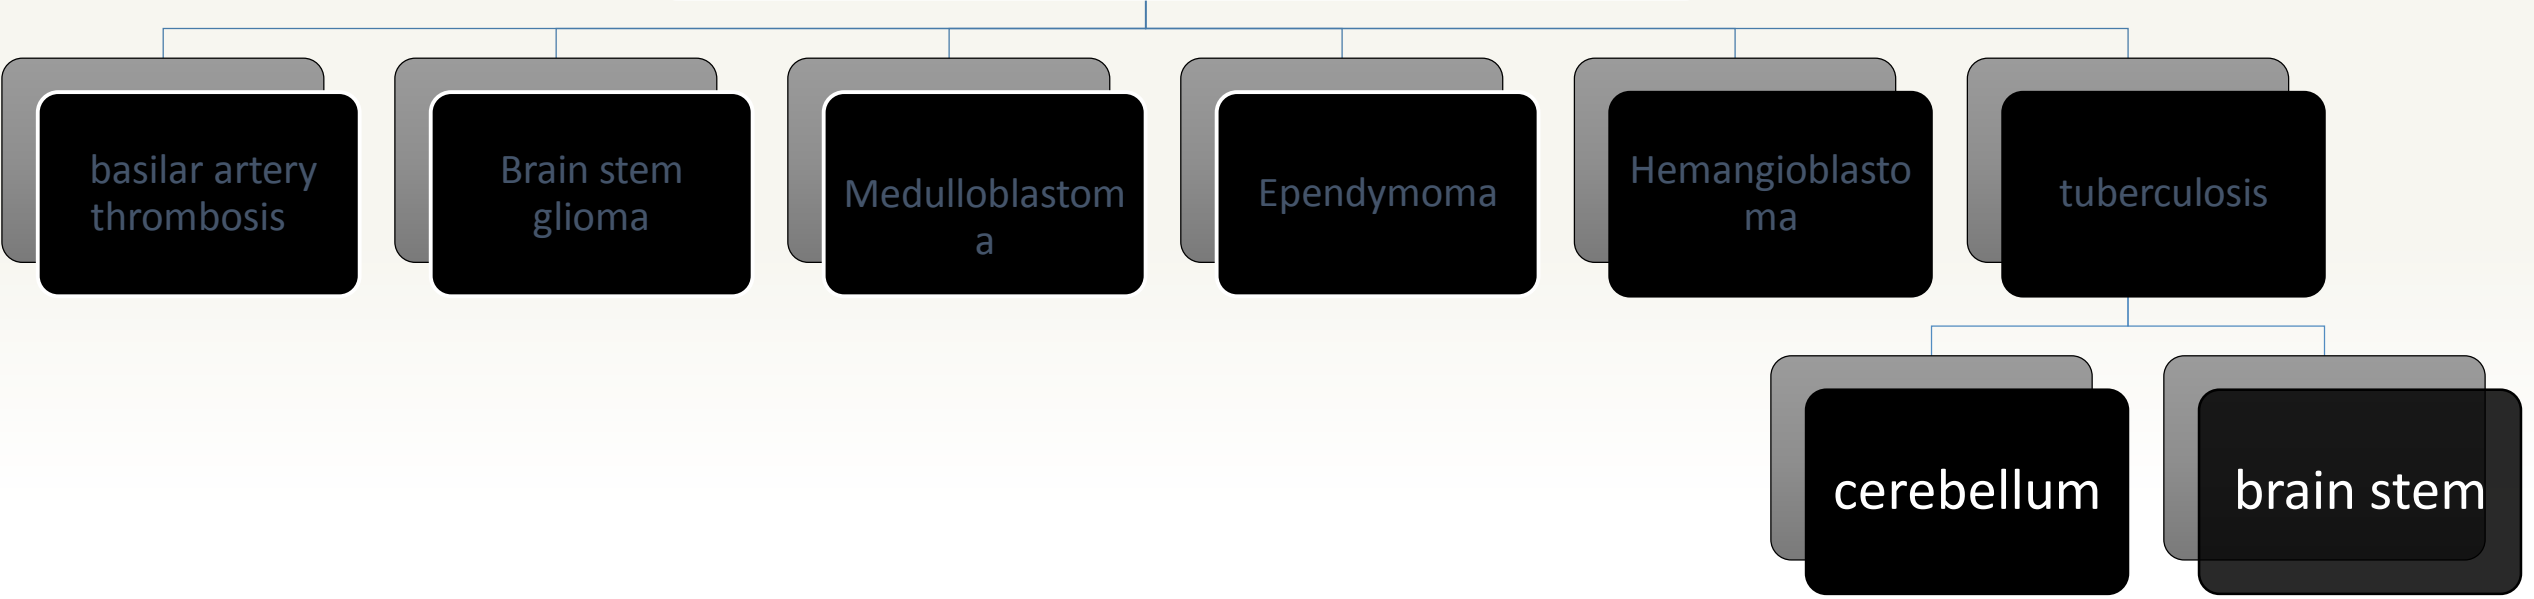 basilar artery
thrombosis
Brain stem
glioma
Medulloblastom
a
Ependymoma
Hemangioblasto
ma
tuberculosis
cerebellum
brain stem